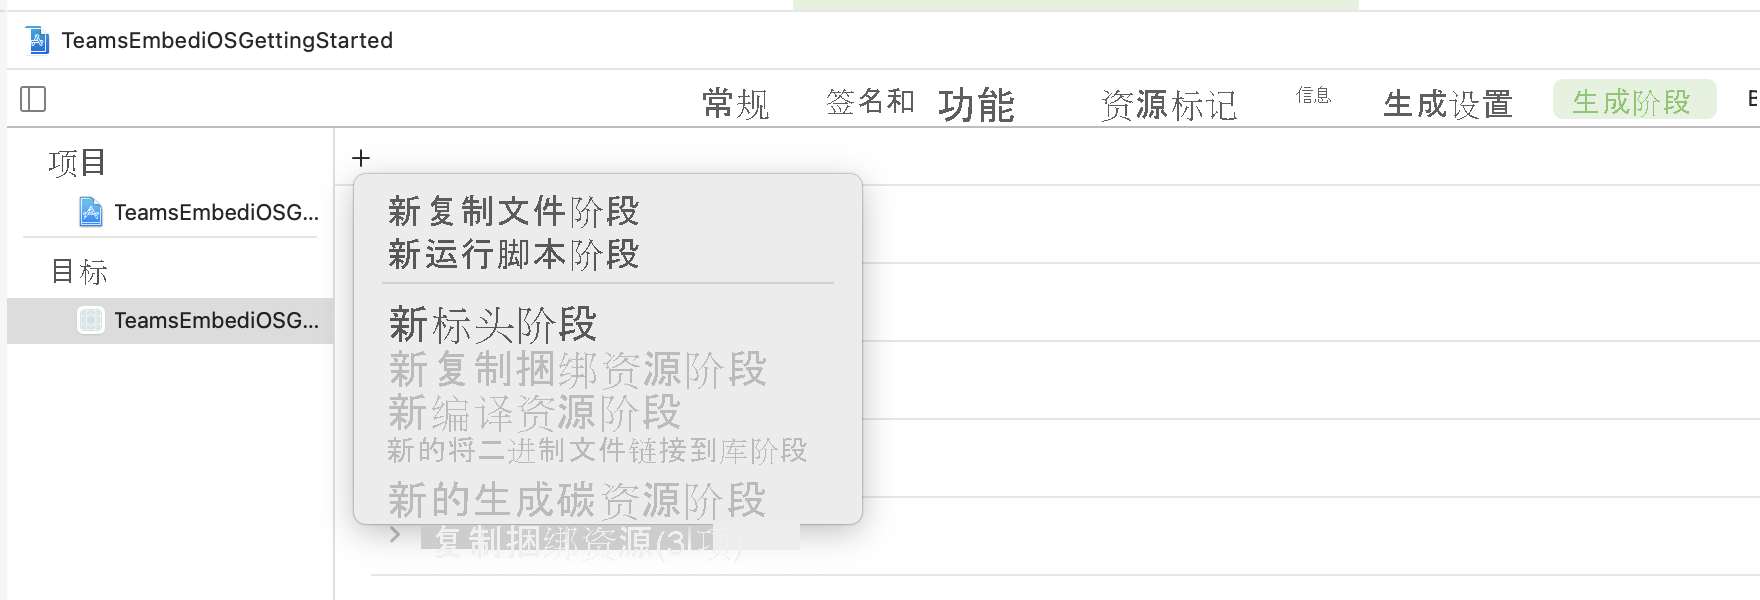 TeamsEmbediOSGettingStarted
常规 签名和 功能 资源标记 信息 生成设置 生成阶段
项目
TeamsEmbediOSG...
目标
TeamsEmbediOSG...
+
新复制文件阶段
新运行脚本阶段
新标头阶段
新复制捆绑资源阶段
新编译资源阶段
新的将二进制文件链接到库阶段
新的生成碳资源阶段
复制捆绑资源(3 项)